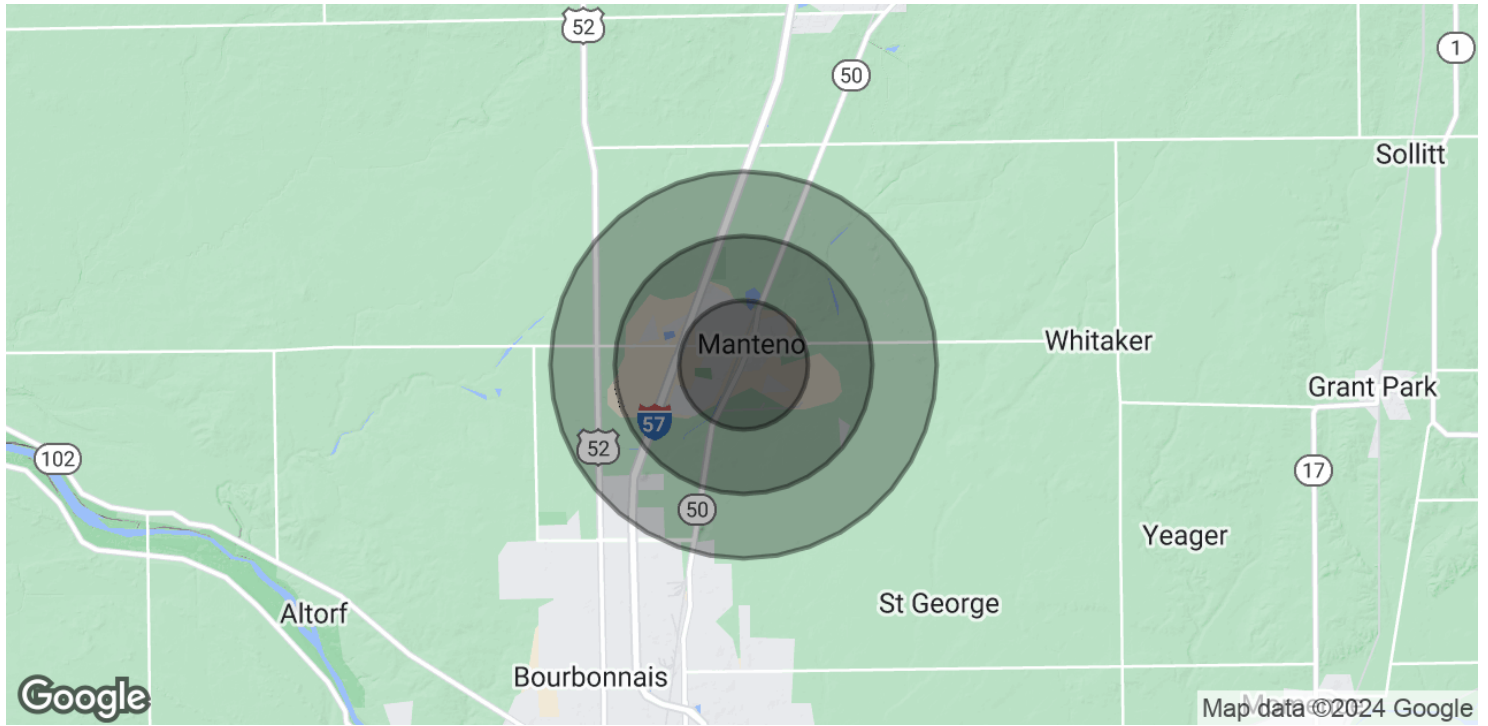 52
50
1
Sollitt
Manteno
Whitaker
Grant Park
57
52
102
17
50
Yeager
St George
Altorf
Bourbonnais
Google
Map data ©2024 Google